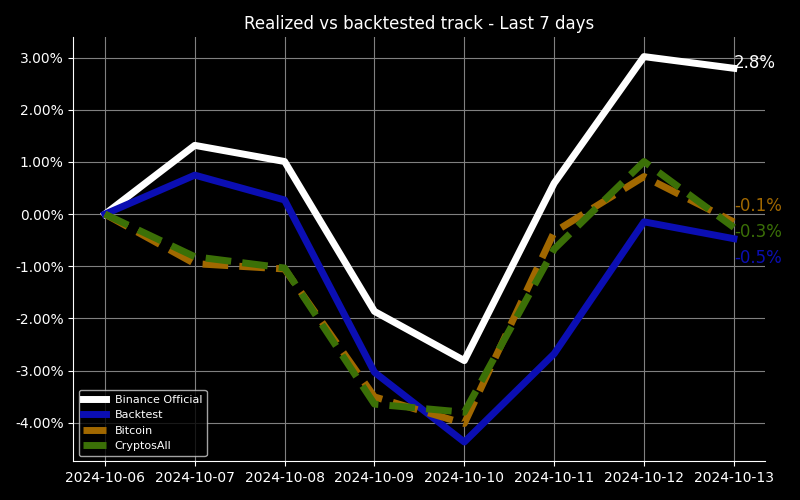 Realized vs backtested track - Last 7 days
3.00%
2.00%
1.00%
0.00%
-1.00%
-2.00%
-3.00%
-4.00%
2.8%
-0.1%
-0.3%
-0.5%
Binance Official
Backtest
Bitcoin
CryptosAll
2024-10-06 2024-10-07 2024-10-08 2024-10-09 2024-10-10 2024-10-11 2024-10-12 2024-10-13